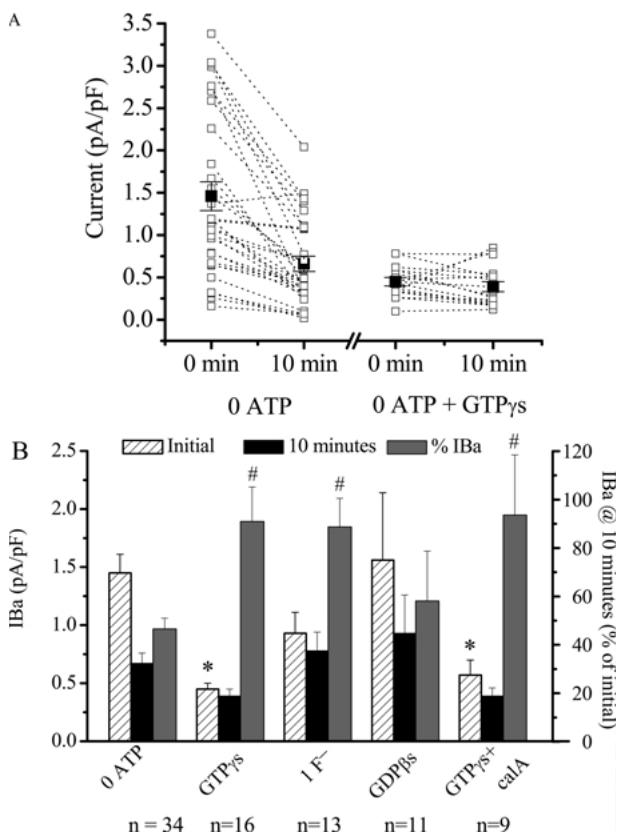 A
Current (pA/pF)
3.5
3.0
2.5
2.0
1.5
1.0
0.5
0.0
0 min
10 min
0 min
10 min
0 ATP
0 ATP + GTPγs
B
Initial
10 minutes
% IBa
IBa (pA/pF)
2.5
2.0
1.5
1.0
0.5
0.0
*
#
#
*
#
120
100
80
60
40
20
0
IBa @ 10 minutes
(% of initial)
0 ATP
GTPγs
1 F⁻
GDPβs
GTPγs+
calA
n = 34
n=16
n=13
n=11
n=9